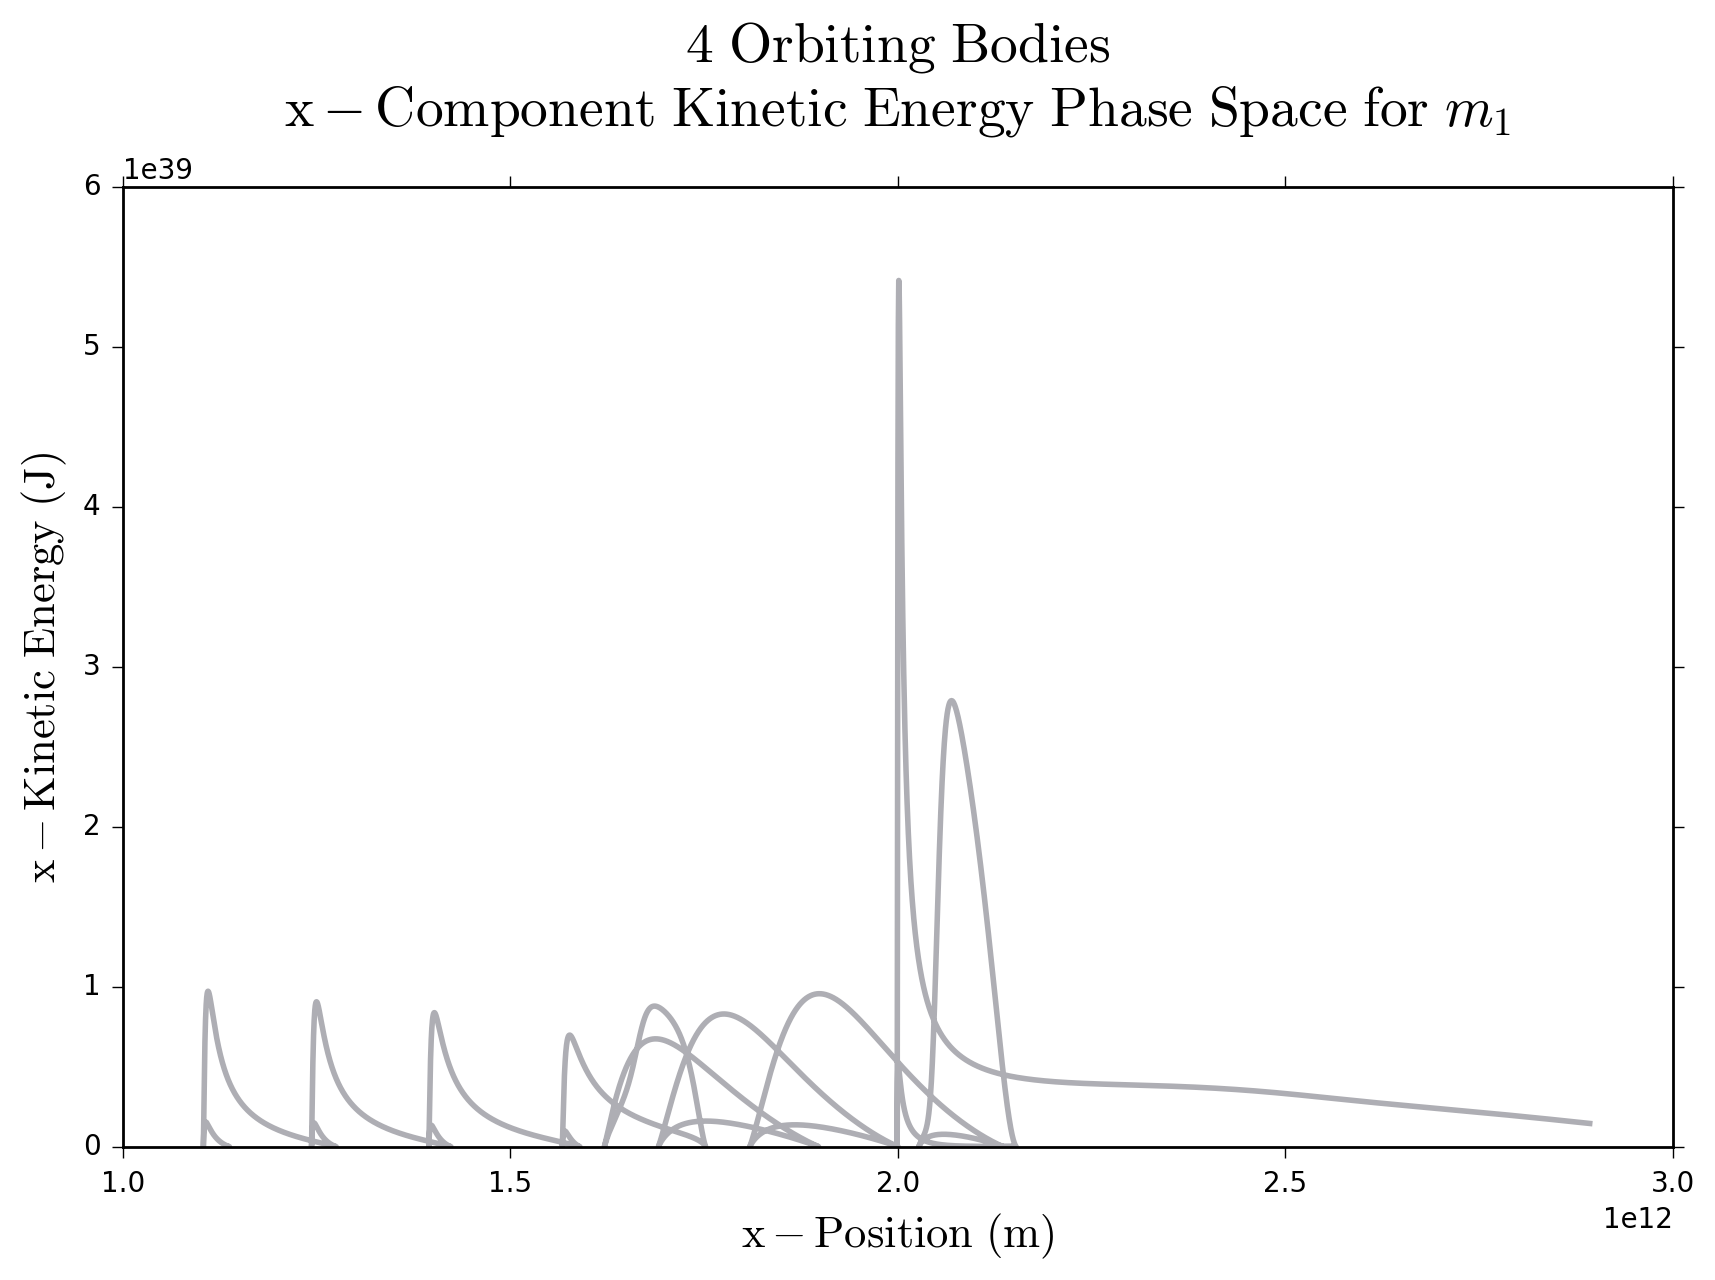 4 Orbiting Bodies
x − Component Kinetic Energy Phase Space for m₁
1e39
6
5
4
3
2
1
0
x − Kinetic Energy (J)
1.0 1.5 2.0 2.5 3.0
1e12
x − Position (m)